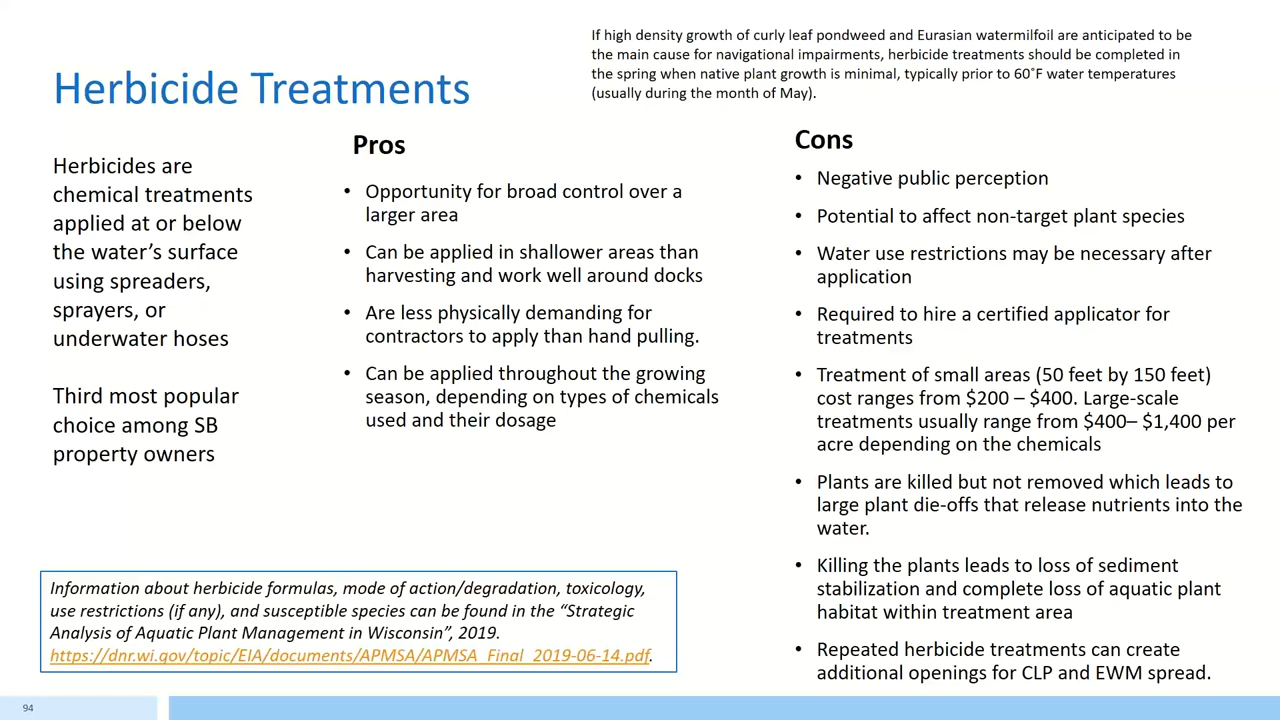 If high density growth of curly leaf pondweed and Eurasian watermilfoil are anticipated to be
the main cause for navigational impairments, herbicide treatments should be completed in
the spring when native plant growth is minimal, typically prior to 60˚F water temperatures
(usually during the month of May).
Herbicide Treatments
Herbicides are
chemical treatments
applied at or below
the water’s surface
using spreaders,
sprayers, or
underwater hoses
Third most popular
choice among SB
property owners
Pros
• Opportunity for broad control over a
larger area
• Can be applied in shallower areas than
harvesting and work well around docks
• Are less physically demanding for
contractors to apply than hand pulling.
• Can be applied throughout the growing
season, depending on types of chemicals
used and their dosage
Cons
• Negative public perception
• Potential to affect non-target plant species
• Water use restrictions may be necessary after
application
• Required to hire a certified applicator for
treatments
• Treatment of small areas (50 feet by 150 feet)
cost ranges from $200 – $400. Large-scale
treatments usually range from $400– $1,400 per
acre depending on the chemicals
• Plants are killed but not removed which leads to
large plant die-offs that release nutrients into the
water.
• Killing the plants leads to loss of sediment
stabilization and complete loss of aquatic plant
habitat within treatment area
• Repeated herbicide treatments can create
additional openings for CLP and EWM spread.
Information about herbicide formulas, mode of action/degradation, toxicology,
use restrictions (if any), and susceptible species can be found in the “Strategic
Analysis of Aquatic Plant Management in Wisconsin”, 2019.
https://dnr.wi.gov/topic/EIA/documents/APMSA/APMSA_Final_2019-06-14.pdf.
94